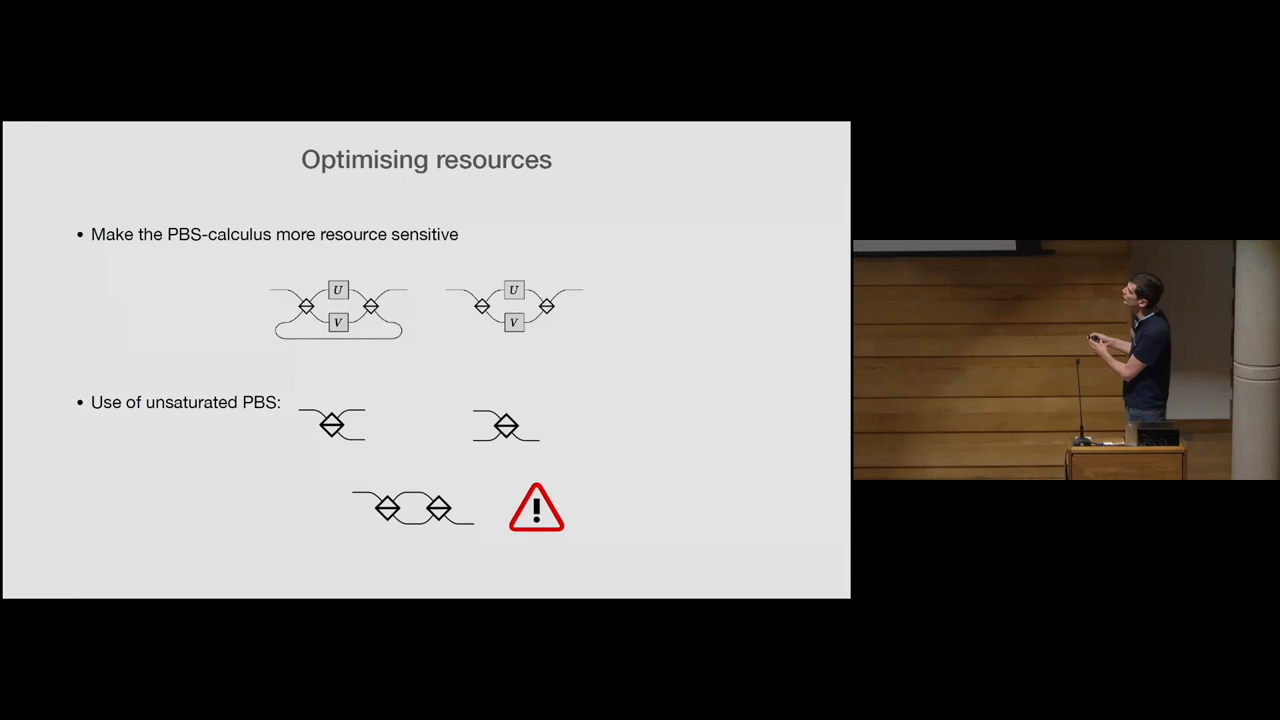 Optimising resources
• Make the PBS-calculus more resource sensitive
U U
V V
• Use of unsaturated PBS:
!